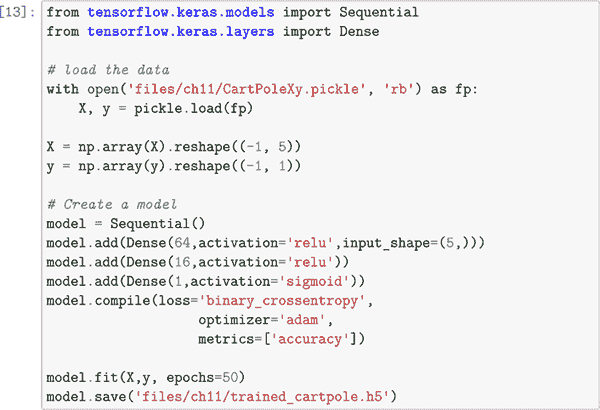 [13]: from tensorflow.keras.models import Sequential
from tensorflow.keras.layers import Dense

# load the data
with open('files/ch11/CartPoleXy.pickle', 'rb') as fp:
    X, y = pickle.load(fp)

X = np.array(X).reshape((-1, 5))
y = np.array(y).reshape((-1, 1))

# Create a model
model = Sequential()
model.add(Dense(64,activation='relu',input_shape=(5,)))
model.add(Dense(16,activation='relu'))
model.add(Dense(1,activation='sigmoid'))
model.compile(loss='binary_crossentropy',
              optimizer='adam',
              metrics=['accuracy'])

model.fit(X,y, epochs=50)
model.save('files/ch11/trained_cartpole.h5')